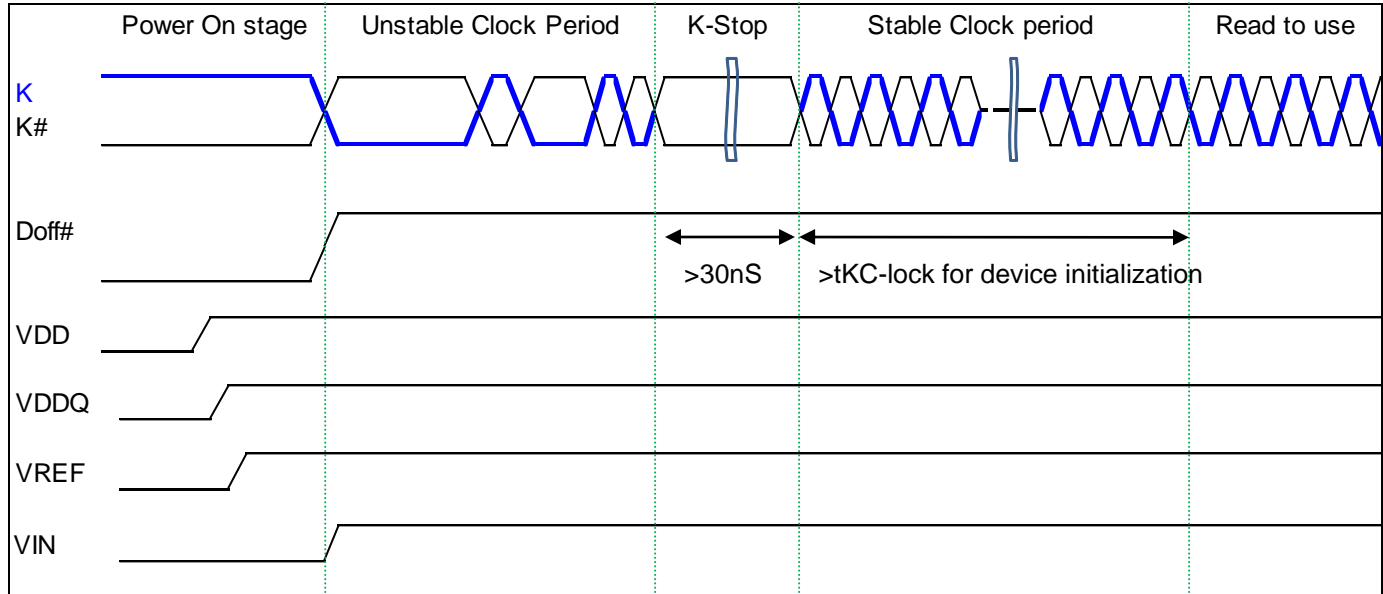 Power On stage
Unstable Clock Period
K-Stop
Stable Clock period
Read to use
K
K#
Doff#
>30nS
>tKC-lock for device initialization
VDD
VDDQ
VREF
VIN